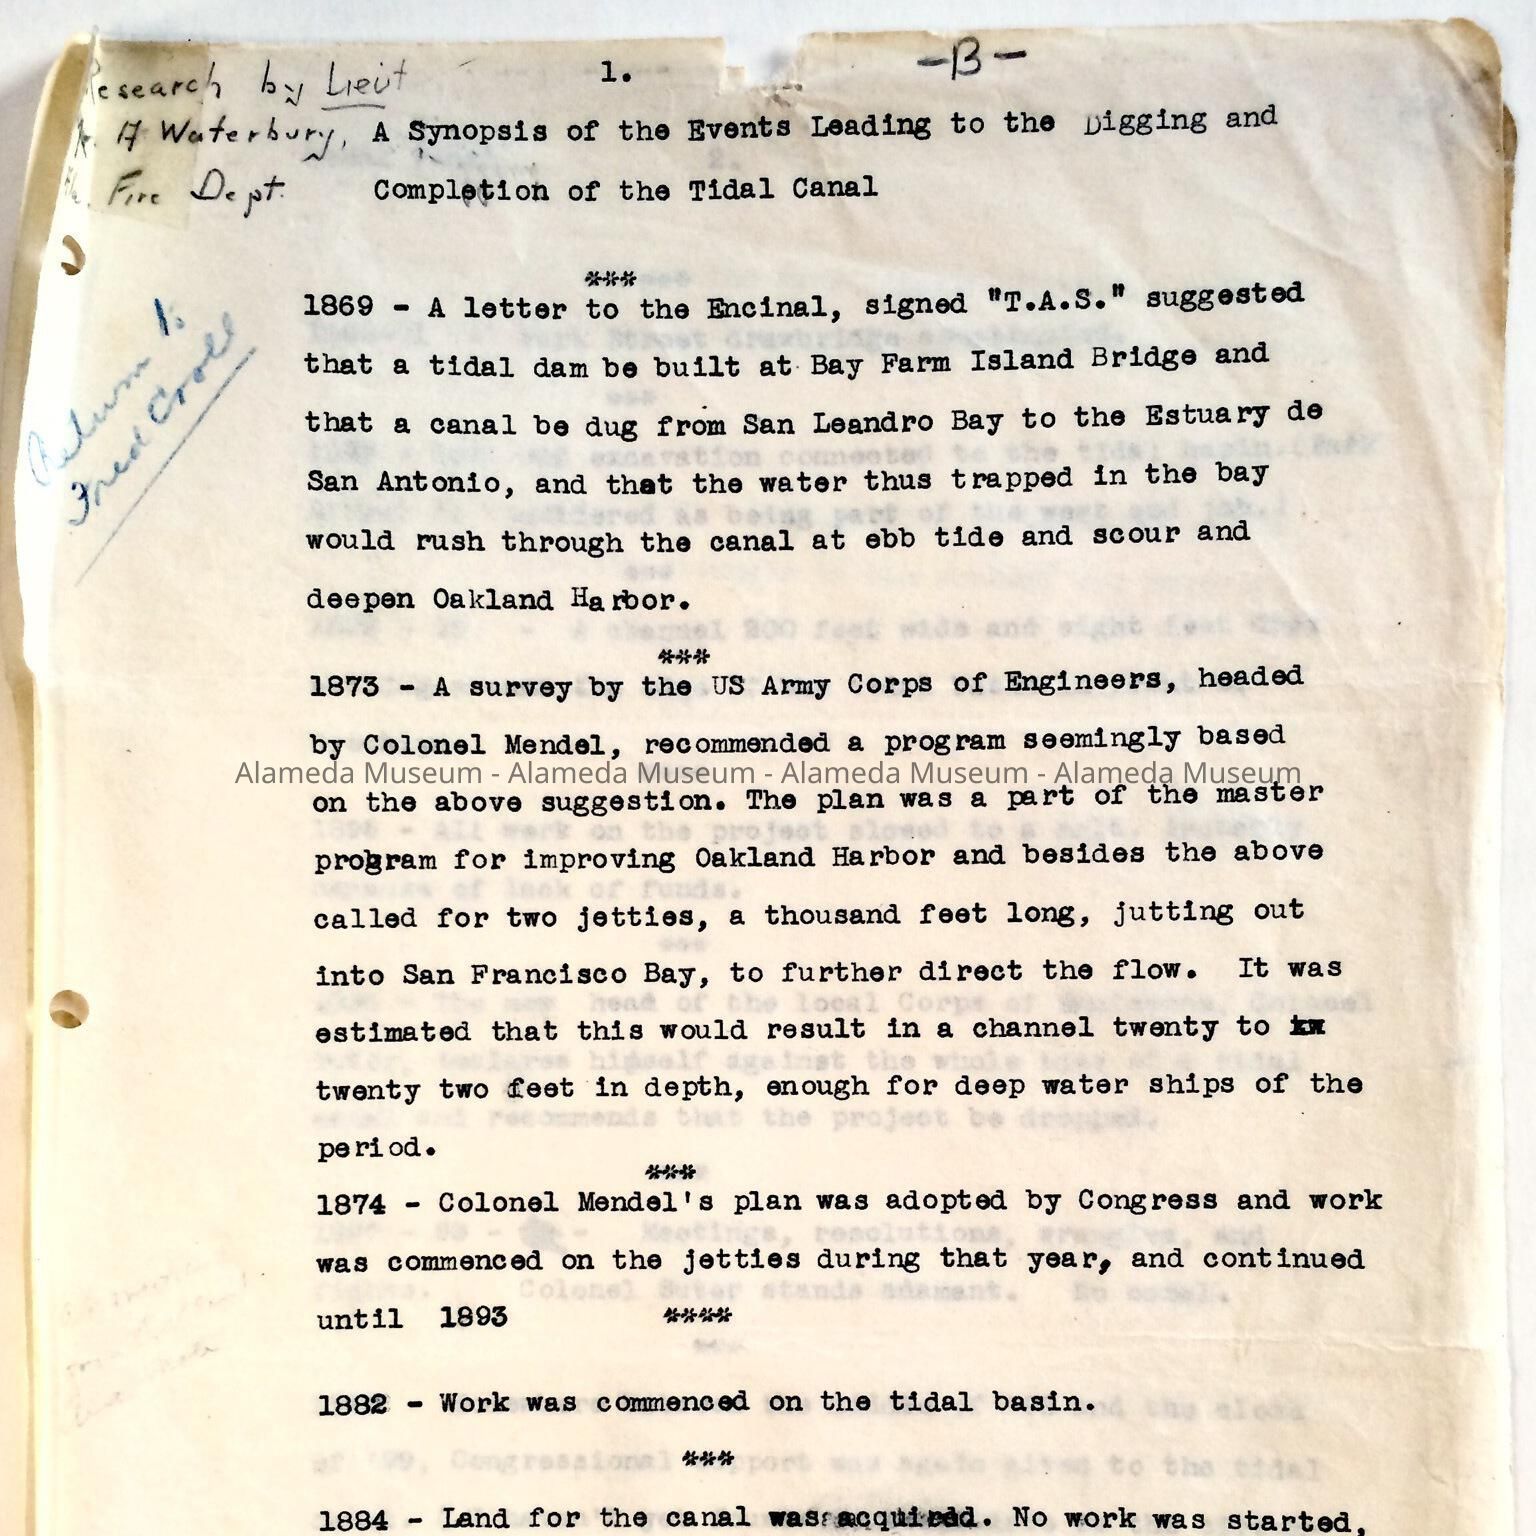 1.
-B-
Research by Lieut
H Waterbury,
Fire Dept.
A Synopsis of the Events Leading to the Digging and
Completion of the Tidal Canal
Return
Fred Croll
***
1869 - A letter to the Encinal, signed "T.A.S." suggested
that a tidal dam be built at Bay Farm Island Bridge and
that a canal be dug from San Leandro Bay to the Estuary de
San Antonio, and that the water thus trapped in the bay
would rush through the canal at ebb tide and scour and
deepen Oakland Harbor.
***
1873 - A survey by the US Army Corps of Engineers, headed
by Colonel Mendel, recommended a program seemingly based
Alameda Museum - Alameda Museum - Alameda Museum - Alameda Museum
on the above suggestion. The plan was a part of the master
program for improving Oakland Harbor and besides the above
called for two jetties, a thousand feet long, jutting out
into San Francisco Bay, to further direct the flow. It was
estimated that this would result in a channel twenty to
twenty two feet in depth, enough for deep water ships of the
period.
***
1874 - Colonel Mendel's plan was adopted by Congress and work
was commenced on the jetties during that year, and continued
until 1893 ****
1882 - Work was commenced on the tidal basin.
***
1884 - Land for the canal was acquired. No work was started,